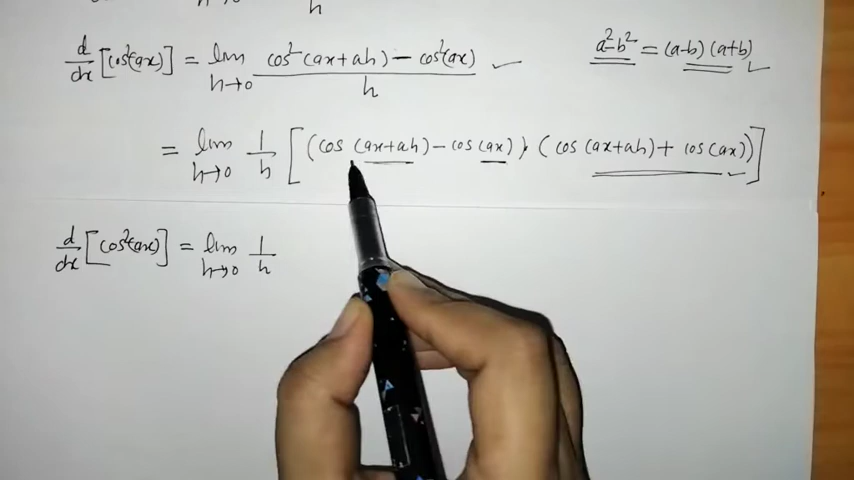 h→0 h
d/dx [cos²(ax)] = lim h→0 (cos²(ax+ah) − cos²(ax))/h ✓ a²-b² = (a-b)(a+b) ✓
= lim h→0 1/h [(cos(ax+ah) − cos(ax)) · (cos(ax+ah) + cos(ax))]
d/dx [cos²(ax)] = lim h→0 1/h